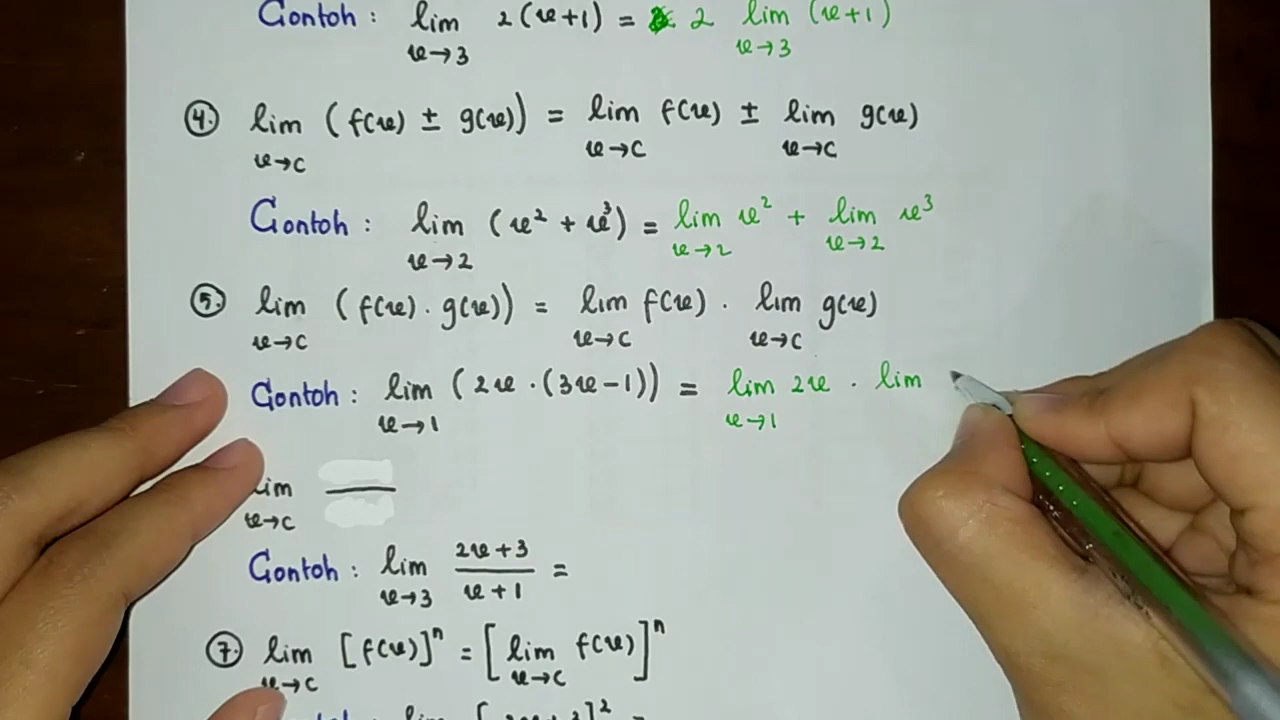 Contoh : lim 2(x+1) = 2 lim (x+1)
x→3 x→3
4. lim (f(x) ± g(x)) = lim f(x) ± lim g(x)
x→c x→c x→c
Contoh : lim (x² + x³) = lim x² + lim x³
x→2 x→2 x→2
5. lim (f(x) . g(x)) = lim f(x) . lim g(x)
x→c x→c x→c
Contoh : lim (2x . (3x-1)) = lim 2x . lim
x→1 x→1
lim
x→c
Contoh : lim 2x+3 / x+1 =
x→3
7. lim [f(x)]ⁿ = [lim f(x)]ⁿ
x→c x→c